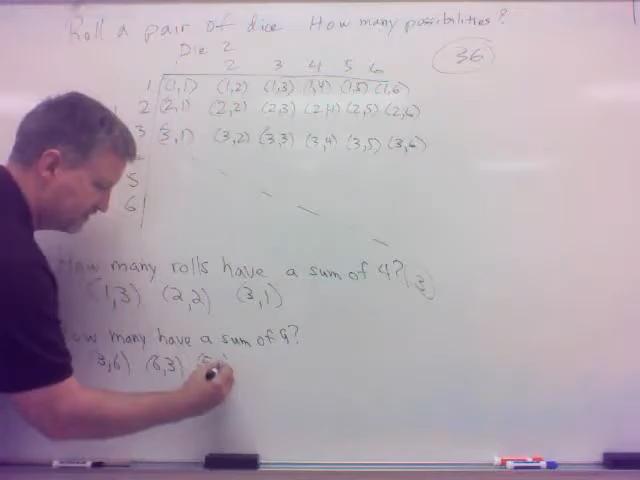 Roll a pair of dice How many possibilities?
Die 2
36
2 3 4 5 6
1 (1,1) (1,2) (1,3) (1,4) (1,5) (1,6)
2 (2,1) (2,2) (2,3) (2,4) (2,5) (2,6)
3 (3,1) (3,2) (3,3) (3,4) (3,5) (3,6)
5
6
How many rolls have a sum of 4? 3
(1,3) (2,2) (3,1)
How many have a sum of 9?
3,6) (6,3)